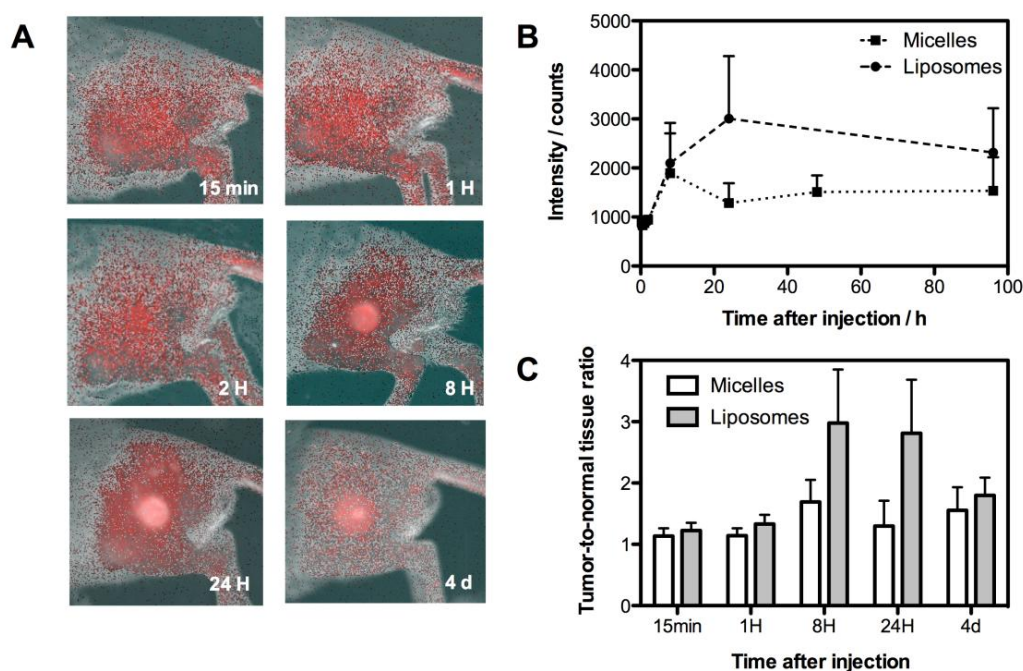 A
15 min
1 H
2 H
8 H
24 H
4 d
B
Micelles
Liposomes
Intensity / counts
5000
4000
3000
2000
1000
0
0 20 40 60 80 100
Time after injection / h
C
Micelles
Liposomes
Tumor-to-normal tissue ratio
4
3
2
1
0
15min 1H 8H 24H 4d
Time after injection